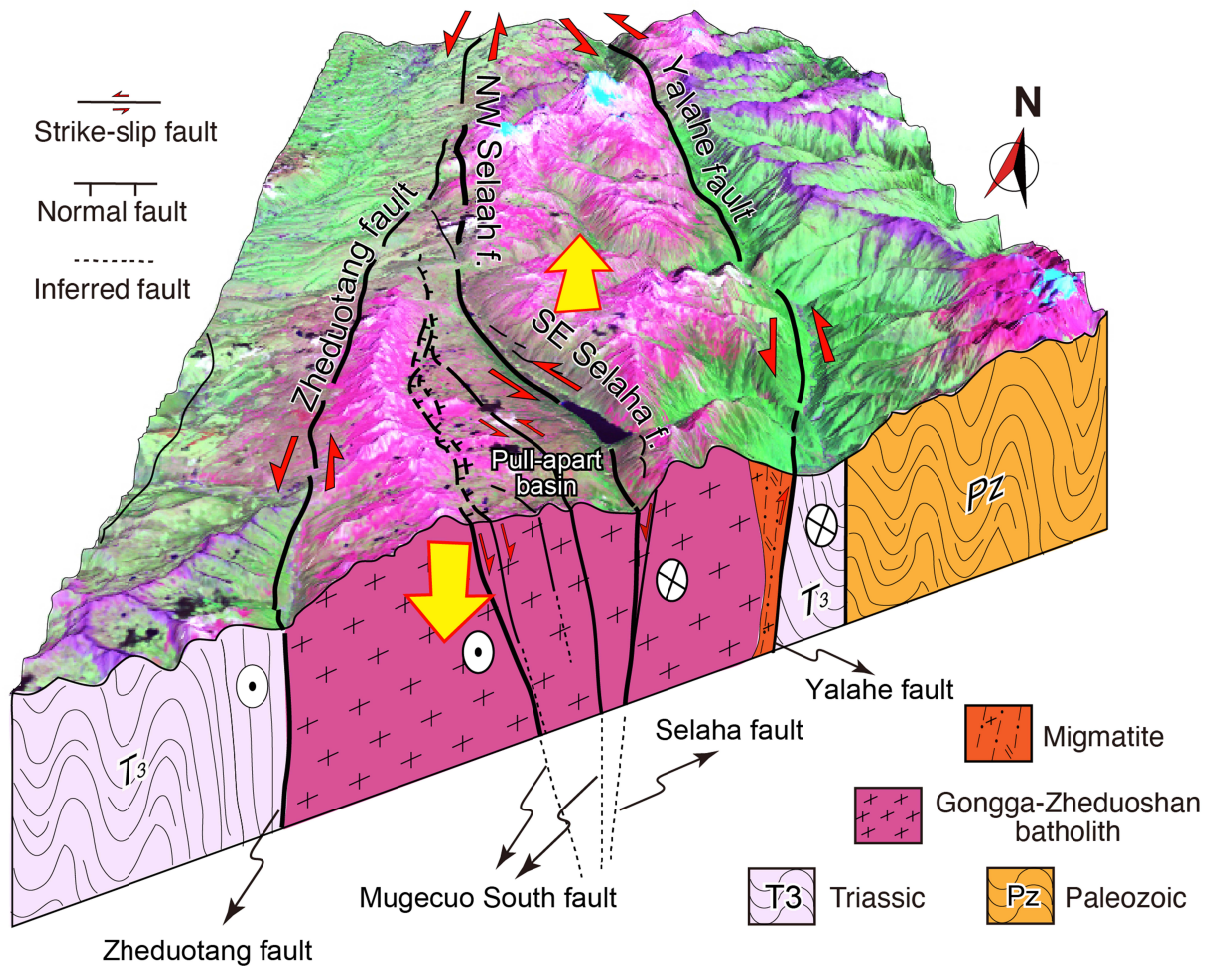 Strike-slip fault
Normal fault
Inferred fault
N
NW Selaah f.
Yalahe fault
Zheduotang fault
SE Selaha f.
Pull-apart
basin
Pz
T3
T3
Yalahe fault
Selaha fault
Mugecuo South fault
Zheduotang fault
Migmatite
Gongga-Zheduoshan
batholith
T3
Triassic
Pz
Paleozoic